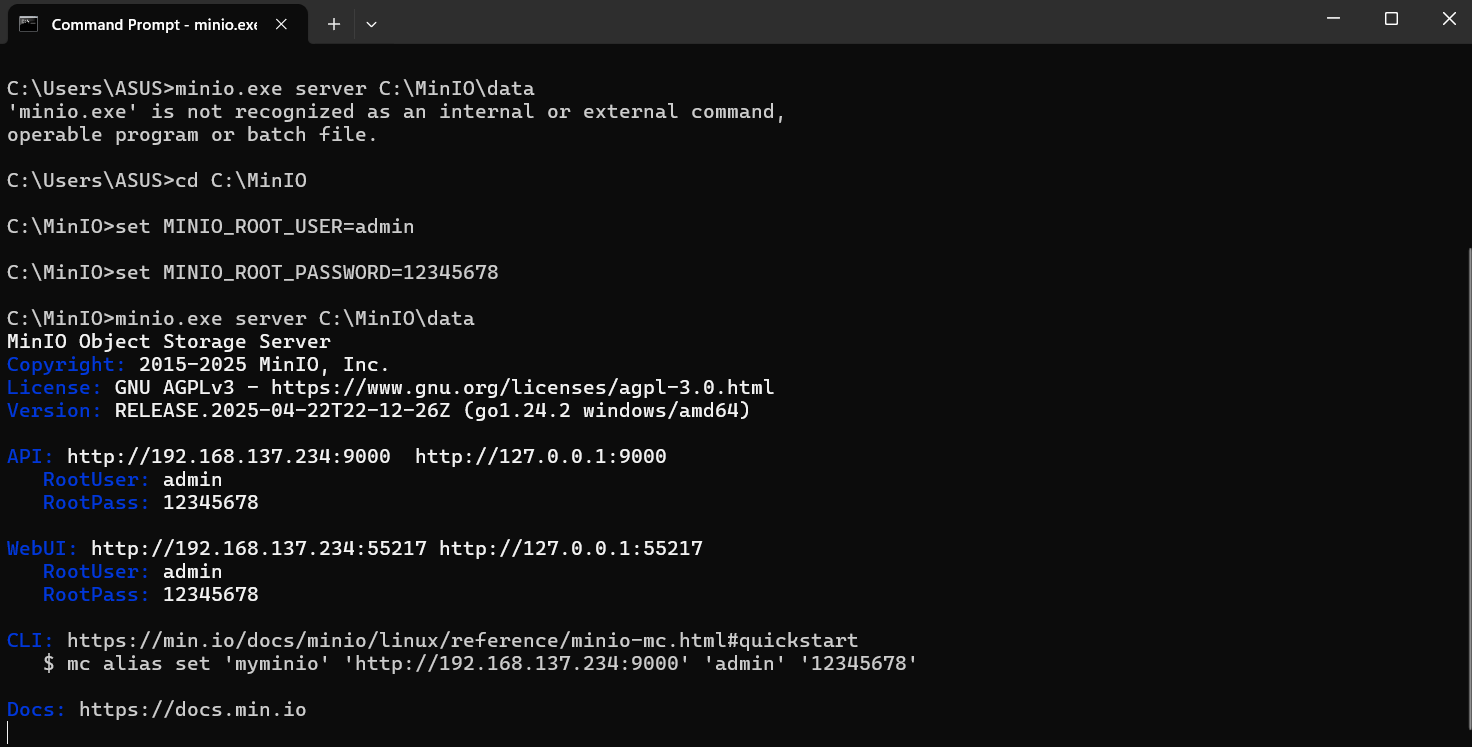 Command Prompt - minio.exe
C:\Users\ASUS>minio.exe server C:\MinIO\data
'minio.exe' is not recognized as an internal or external command,
operable program or batch file.
C:\Users\ASUS>cd C:\MinIO
C:\MinIO>set MINIO_ROOT_USER=admin
C:\MinIO>set MINIO_ROOT_PASSWORD=12345678
C:\MinIO>minio.exe server C:\MinIO\data
MinIO Object Storage Server
Copyright: 2015-2025 MinIO, Inc.
License: GNU AGPLv3 - https://www.gnu.org/licenses/agpl-3.0.html
Version: RELEASE.2025-04-22T22-12-26Z (go1.24.2 windows/amd64)
API: http://192.168.137.234:9000  http://127.0.0.1:9000
   RootUser: admin
   RootPass: 12345678
WebUI: http://192.168.137.234:55217 http://127.0.0.1:55217
   RootUser: admin
   RootPass: 12345678
CLI: https://min.io/docs/minio/linux/reference/minio-mc.html#quickstart
   $ mc alias set 'myminio' 'http://192.168.137.234:9000' 'admin' '12345678'
Docs: https://docs.min.io